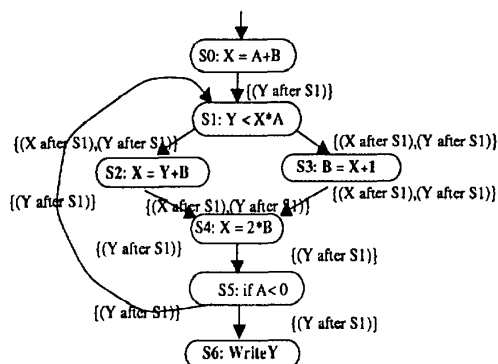 S0: X = A+B
{(Y after S1)}
S1: Y < X*A
{(X after S1),(Y after S1)}
{(X after S1),(Y after S1)}
S2: X = Y+B
S3: B = X+1
{(Y after S1)}
{(X after S1),(Y after S1)}
{(X after S1),(Y after S1)}
S4: X = 2*B
{(Y after S1)}
{(Y after S1)}
S5: if A<0
{(Y after S1)}
{(Y after S1)}
S6: WriteY